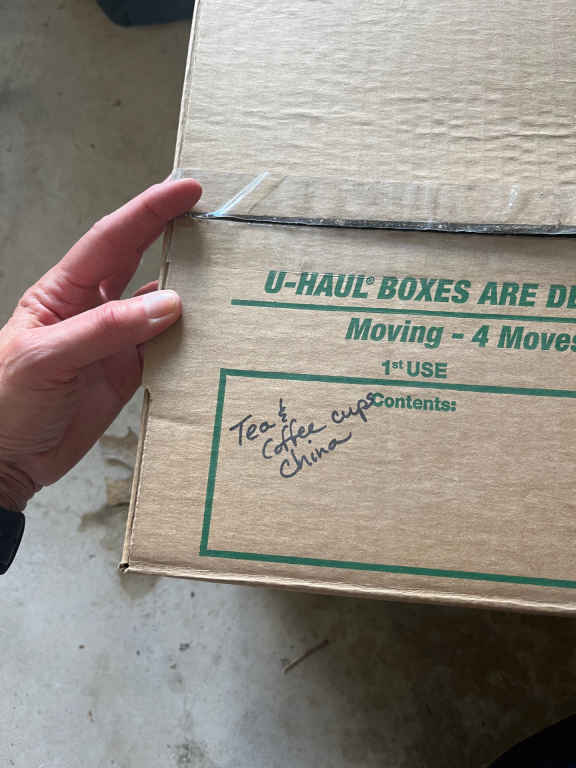 U-HAUL® BOXES ARE DE
Moving - 4 Moves
1st USE
Contents:
Tea &
Coffee cups
China